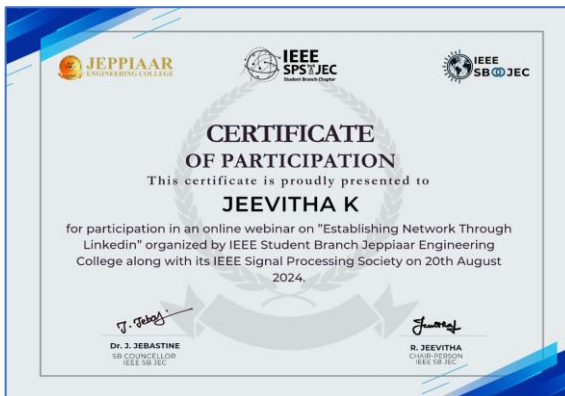 JEPPIAAR
ENGINEERING COLLEGE
IEEE
SPS JEC
Student Branch Chapter
IEEE
SB JEC
CERTIFICATE
OF PARTICIPATION
This certificate is proudly presented to
JEEVITHA K
for participation in an online webinar on "Establishing Network Through
Linkedin" organized by IEEE Student Branch Jeppiaar Engineering
College along with its IEEE Signal Processing Society on 20th August
2024.
Dr. J. JEBASTINE
SB COUNCELLOR
IEEE SB JEC
R. JEEVITHA
CHAIR-PERSON
IEEE SB JEC